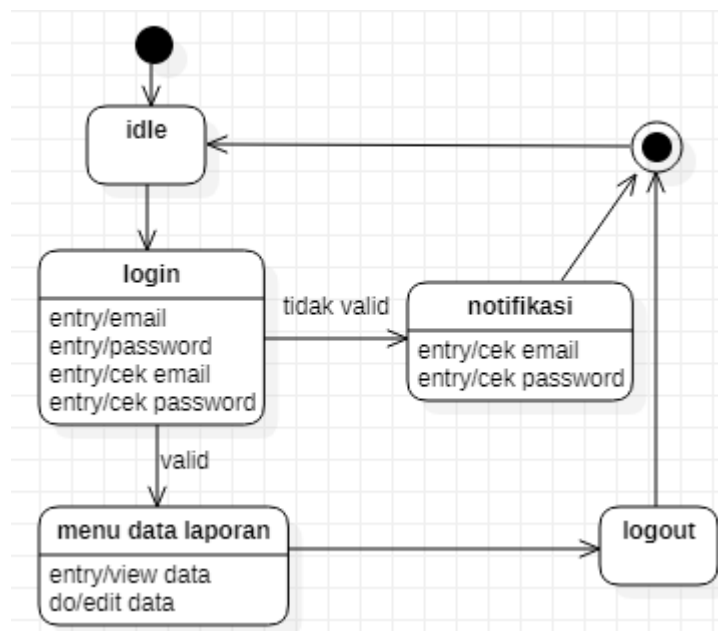 idle
login
entry/email
entry/password
entry/cek email
entry/cek password
tidak valid
notifikasi
entry/cek email
entry/cek password
valid
menu data laporan
entry/view data
do/edit data
logout